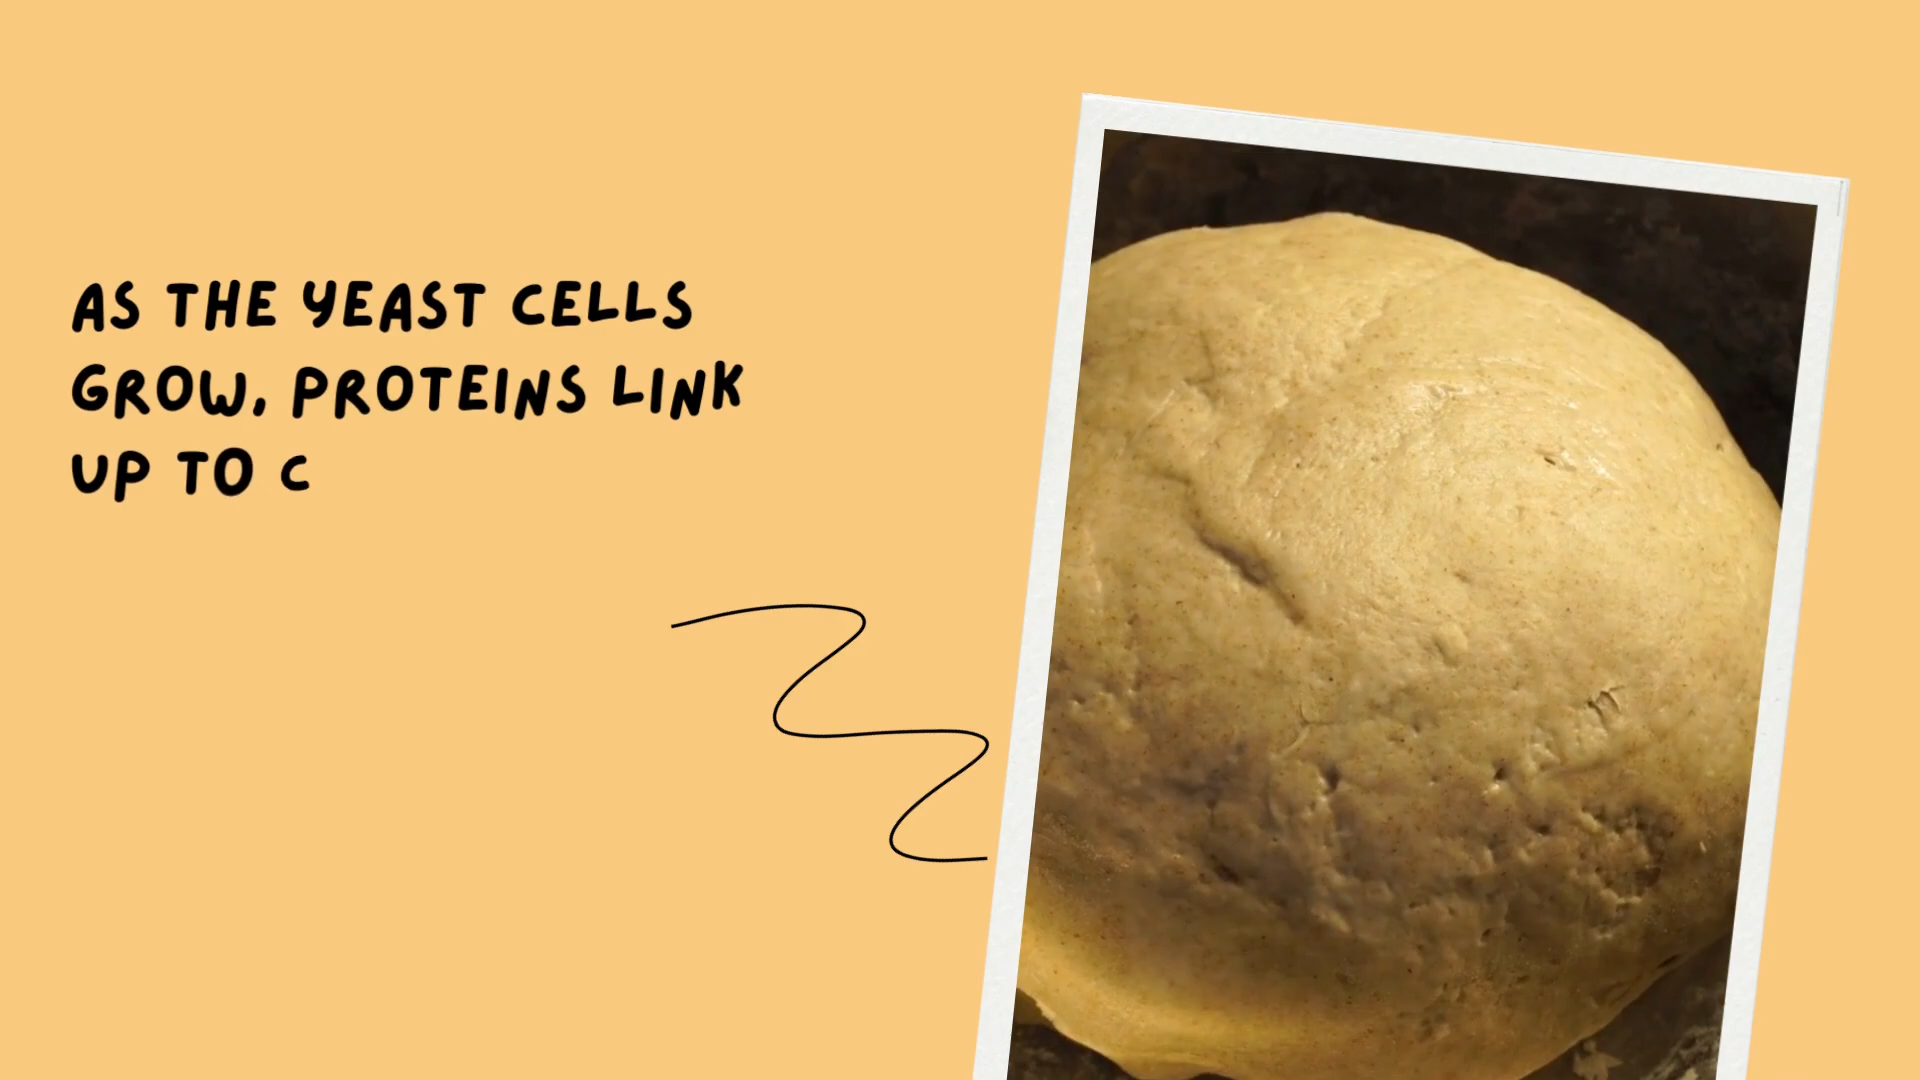 AS THE YEAST CELLS
GROW, PROTEINS LINK
UP TO C